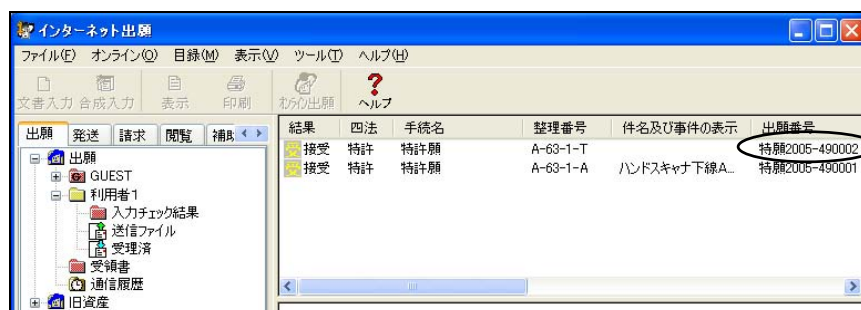 インターネット出願
ファイル(F) オンライン(O) 目録(M) 表示(V) ツール(T) ヘルプ(H)
文書入力 合成入力 表示 印刷 わうイン出願 ヘルプ
出願 発送 請求 閲覧 補助
結果 四法 手続名 整理番号 件名及び事件の表示 出願番号
受 接受 特許 特許願 A-63-1-T 特願2005-490002
受 接受 特許 特許願 A-63-1-A ハンドスキャナ下線A... 特願2005-490001
出願
GUEST
利用者1
入力チェック結果
送信ファイル
受理済
受領書
通信履歴
旧資産